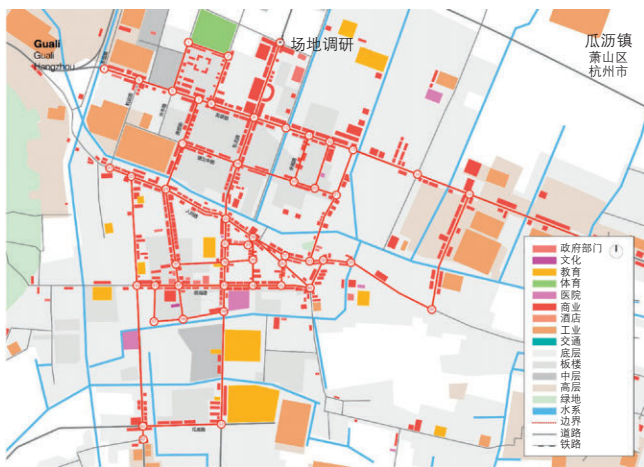 Guali
Guali
Hangzhou
场地调研
瓜沥镇
萧山区
杭州市
政府部门
文化
教育
体育
医院
商业
酒店
工业
交通
底层
板楼
中层
高层
绿地
水系
边界
道路
铁路